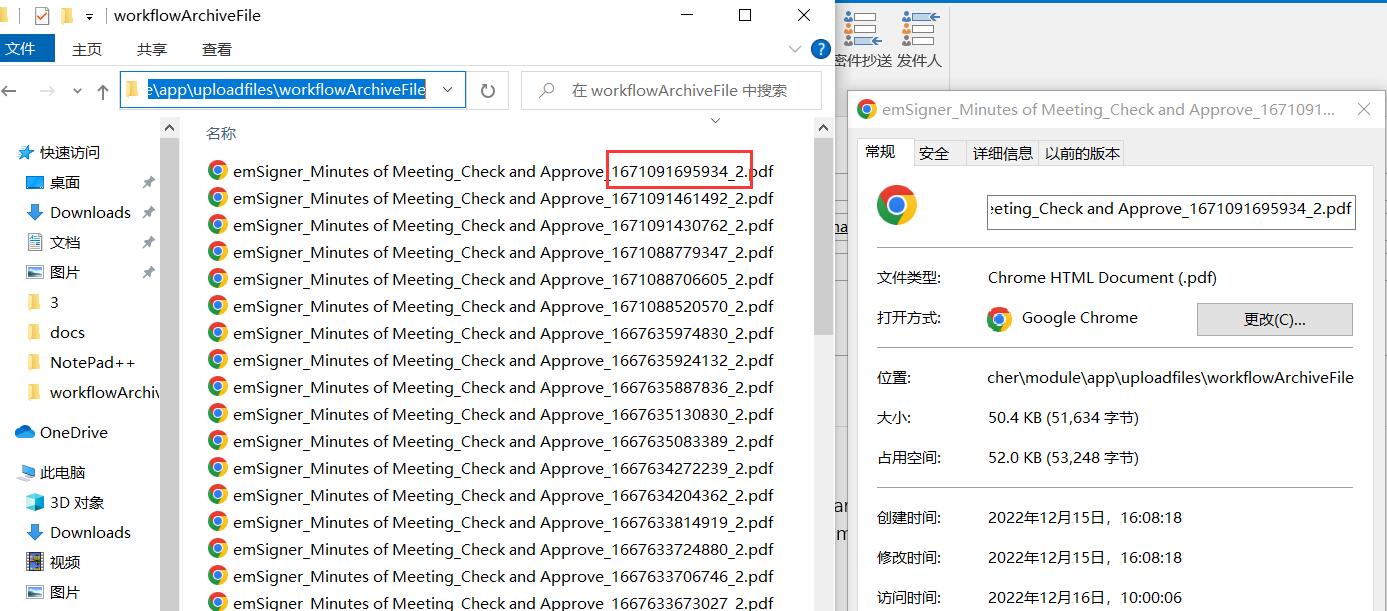 workflowArchiveFile
文件 主页 共享 查看
e\app\uploadfiles\workflowArchiveFile
在 workflowArchiveFile 中搜索
快速访问
桌面
Downloads
文档
图片
3
docs
NotePad++
workflowArchiv
OneDrive
此电脑
3D 对象
Downloads
视频
图片
名称
emSigner_Minutes of Meeting_Check and Approve_1671091695934_2.pdf
emSigner_Minutes of Meeting_Check and Approve_1671091461492_2.pdf
emSigner_Minutes of Meeting_Check and Approve_1671091430762_2.pdf
emSigner_Minutes of Meeting_Check and Approve_1671088779347_2.pdf
emSigner_Minutes of Meeting_Check and Approve_1671088706605_2.pdf
emSigner_Minutes of Meeting_Check and Approve_1671088520570_2.pdf
emSigner_Minutes of Meeting_Check and Approve_1667635974830_2.pdf
emSigner_Minutes of Meeting_Check and Approve_1667635924132_2.pdf
emSigner_Minutes of Meeting_Check and Approve_1667635887836_2.pdf
emSigner_Minutes of Meeting_Check and Approve_1667635130830_2.pdf
emSigner_Minutes of Meeting_Check and Approve_1667635083389_2.pdf
emSigner_Minutes of Meeting_Check and Approve_1667634272239_2.pdf
emSigner_Minutes of Meeting_Check and Approve_1667634204362_2.pdf
emSigner_Minutes of Meeting_Check and Approve_1667633814919_2.pdf
emSigner_Minutes of Meeting_Check and Approve_1667633724880_2.pdf
emSigner_Minutes of Meeting_Check and Approve_1667633706746_2.pdf
emSigner_Minutes of Meeting_Check and Approve_1667633673027_2.pdf
密件抄送 发件人
emSigner_Minutes of Meeting_Check and Approve_1671091...
常规 安全 详细信息 以前的版本
eeting_Check and Approve_1671091695934_2.pdf
文件类型: Chrome HTML Document (.pdf)
打开方式: Google Chrome 更改(C)...
位置: cher\module\app\uploadfiles\workflowArchiveFile
大小: 50.4 KB (51,634 字节)
占用空间: 52.0 KB (53,248 字节)
创建时间: 2022年12月15日，16:08:18
修改时间: 2022年12月15日，16:08:18
访问时间: 2022年12月16日，10:00:06